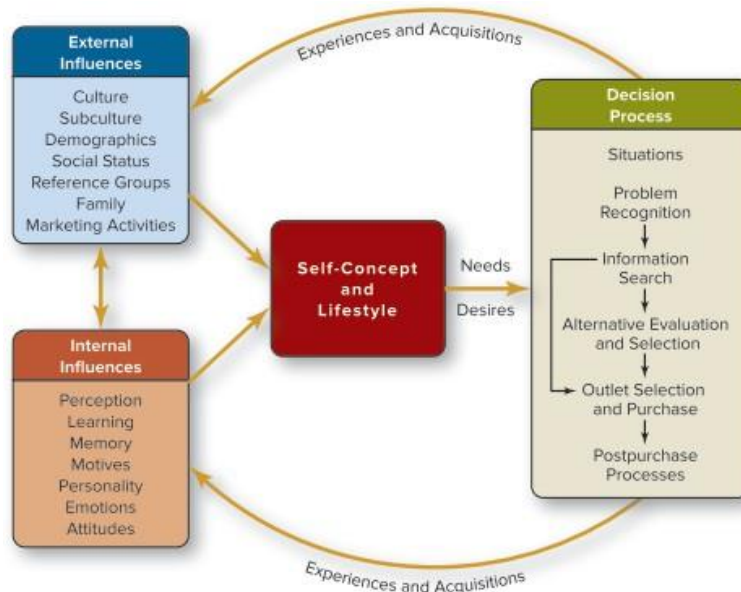 External
Influences
Culture
Subculture
Demographics
Social Status
Reference Groups
Family
Marketing Activities
Internal
Influences
Perception
Learning
Memory
Motives
Personality
Emotions
Attitudes
Experiences and Acquisitions
Self-Concept
and
Lifestyle
Needs
Desires
Experiences and Acquisitions
Decision
Process
Situations
Problem
Recognition
Information
Search
Alternative Evaluation
and Selection
Outlet Selection
and Purchase
Postpurchase
Processes